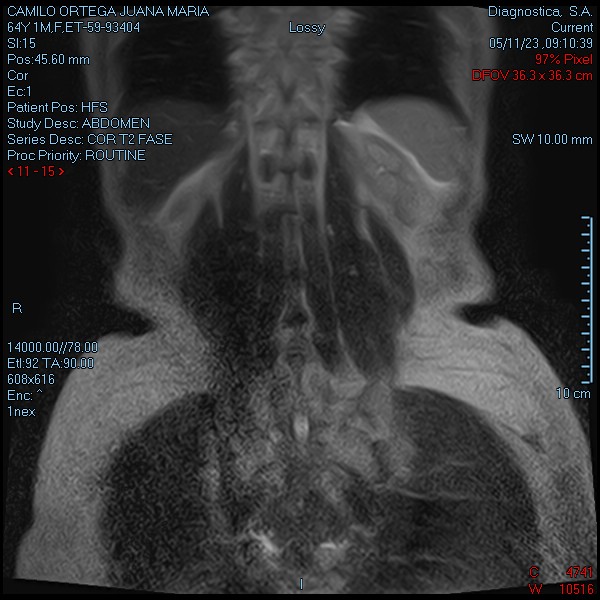 CAMILO ORTEGA JUANA MARIA
64Y 1M,F,ET-59-93404
Sl:15
Pos:45.60 mm
Cor
Ec:1
Patient Pos: HFS
Study Desc: ABDOMEN
Series Desc: COR T2 FASE
Proc Priority: ROUTINE
< 11 - 15 >
Lossy
Diagnostica, S.A.
Current
05/11/23 ,09:10:39
97% Pixel
DFOV 36.3 x 36.3 cm
SW 10.00 mm
R
14000.00//78.00
Etl:92 TA:90.00
608x616
Enc: ^
1nex
10 cm
I
C 4741
W 10516